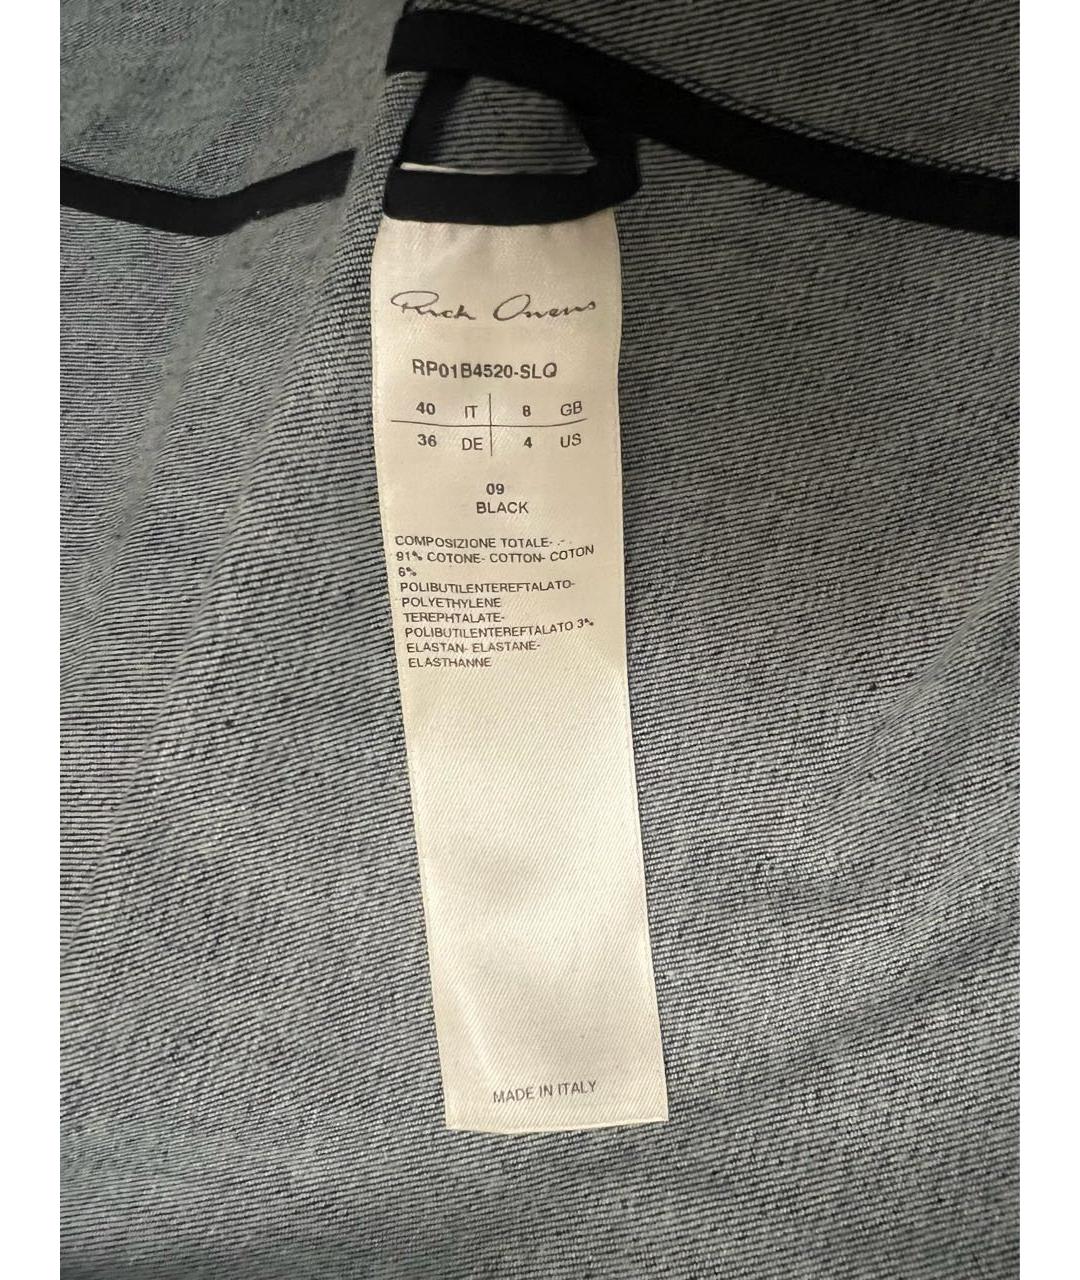 Rick Owens
RP01B4520-SLQ
40 IT 8 GB
36 DE 4 US
09
BLACK
COMPOSIZIONE TOTALE- .-
91% COTONE- COTTON- COTON
6%
POLIBUTILENTEREFTALATO-
POLYETHYLENE
TEREPHTALATE-
POLIBUTILENTEREFTALATO 3%
ELASTAN- ELASTANE-
ELASTHANNE
MADE IN ITALY